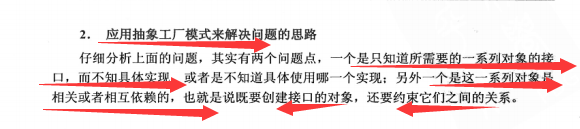 2. 应用抽象工厂模式来解决问题的思路
仔细分析上面的问题，其实有两个问题点，一个是只知道所需要的一系列对象的接
口，而不知具体实现，或者是不知道具体使用哪一个实现；另外一个是这一系列对象是
相关或者相互依赖的，也就是说既要创建接口的对象，还要约束它们之间的关系。